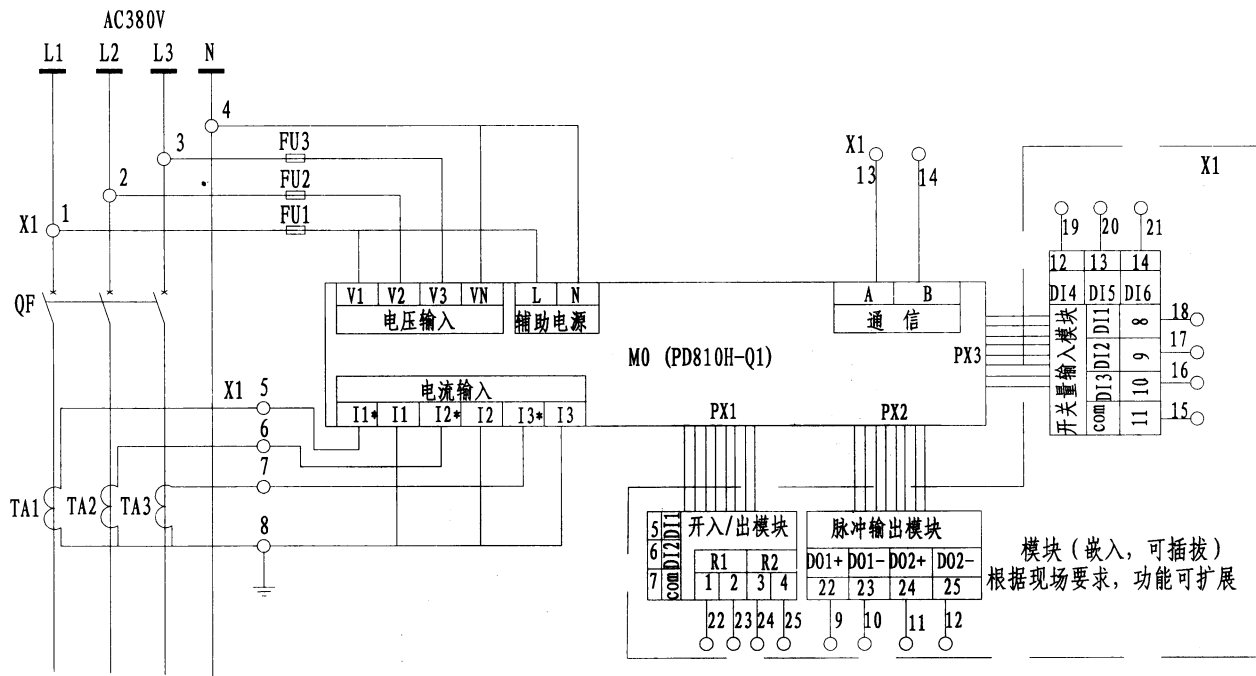 AC380V
L1 L2 L3 N
4
3 FU3
2 FU2
X1 1 FU1
X1
13 14
X1
19 20 21
12 13 14
DI4 DI5 DI6
QF
V1 V2 V3 VN L N
电压输入 辅助电源
A B
通信
M0 (PD810H-Q1)
PX3
开关量输入模块
DI1 8 18
DI2 9 17
DI3 10 16
com 11 15
电流输入
I1* I1 I2* I2 I3* I3
PX1 PX2
X1 5
6
7
8
TA1 TA2 TA3
开入/出模块
5 DI1
6 DI2
7 com
R1 R2
1 2 3 4
22 23 24 25
脉冲输出模块
DO1+ DO1- DO2+ DO2-
22 23 24 25
9 10 11 12
模块(嵌入,可插拔)
根据现场要求,功能可扩展